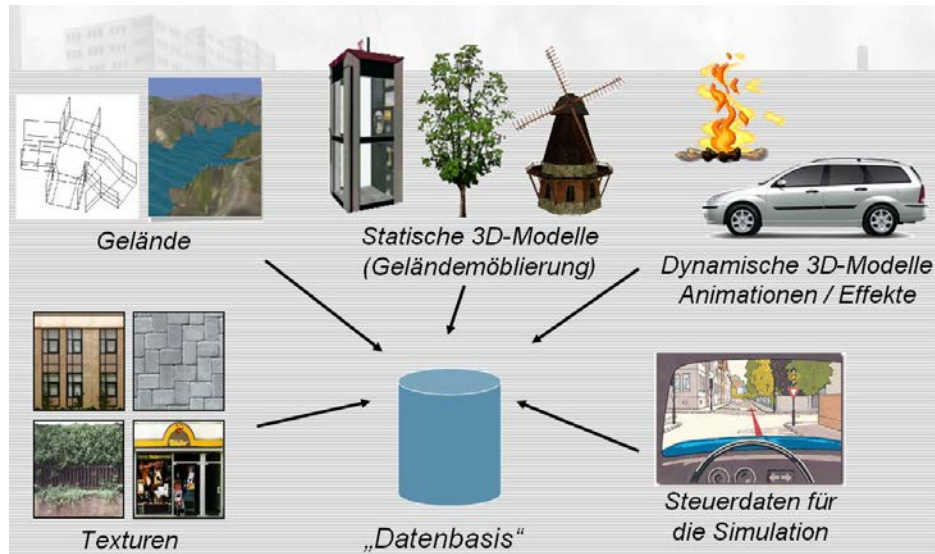 Gelände
Statische 3D-Modelle
(Geländemöblierung)
Dynamische 3D-Modelle
Animationen / Effekte
Texturen
„Datenbasis“
Steuerdaten für
die Simulation